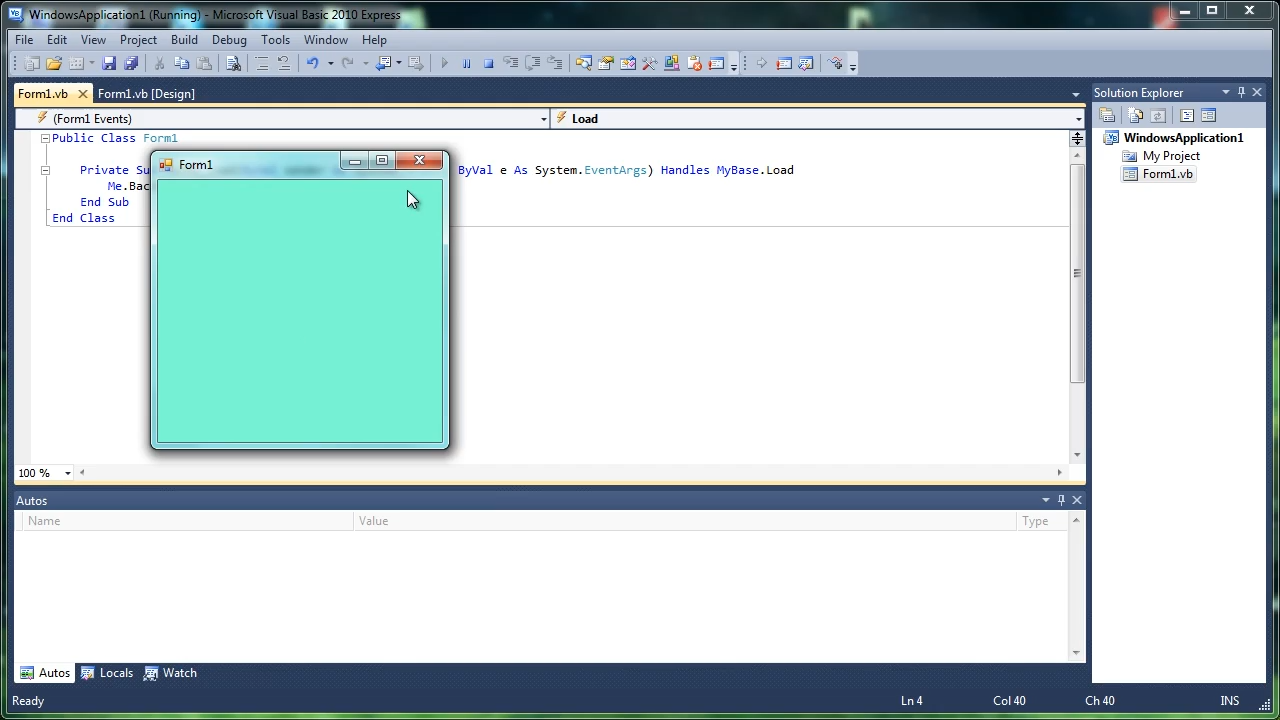 WindowsApplication1 (Running) - Microsoft Visual Basic 2010 Express
File Edit View Project Build Debug Tools Window Help
Form1.vb Form1.vb [Design] Solution Explorer
(Form1 Events) Load
Public Class Form1 WindowsApplication1
My Project
Form1
Private Su ByVal e As System.EventArgs) Handles MyBase.Load
Form1.vb
Me.Bac
End Sub
End Class
100 %
Autos
Name Value Type
Autos Locals Watch
Ready Ln 4 Col 40 Ch 40 INS